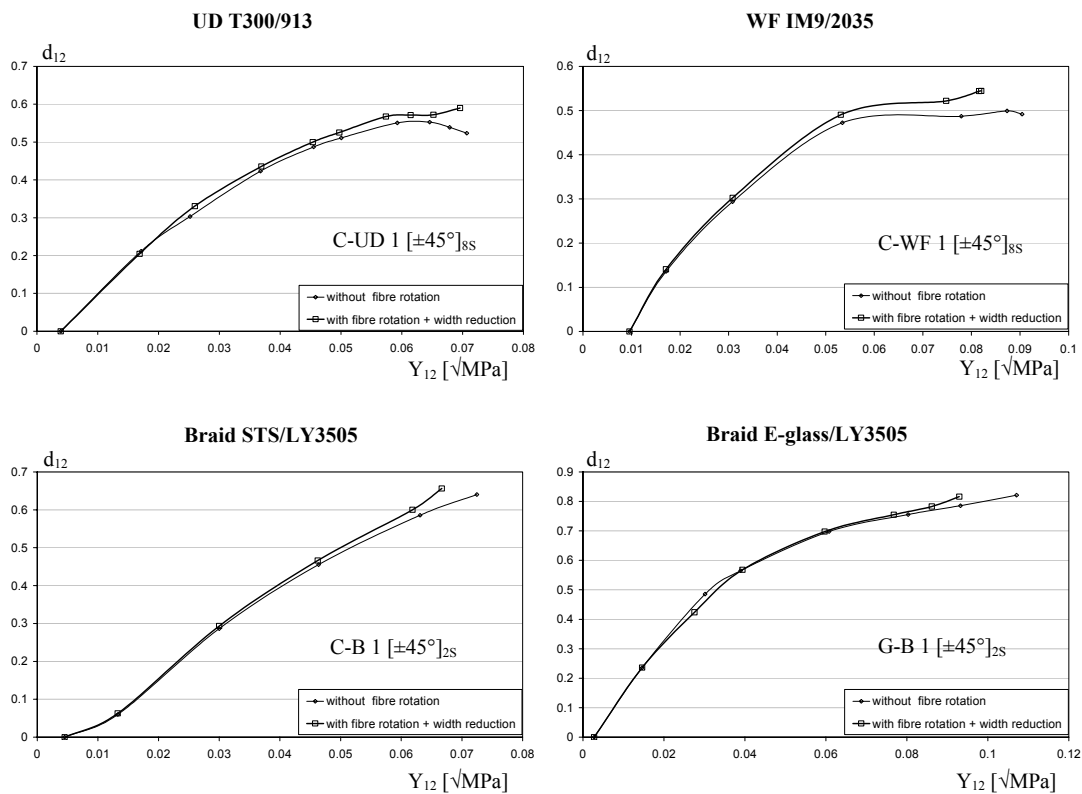 UD T300/913
d₁₂
0.7
0.6
0.5
0.4
0.3
0.2
0.1
0
C-UD 1 [±45°]₈S
without fibre rotation
with fibre rotation + width reduction
0 0.01 0.02 0.03 0.04 0.05 0.06 0.07 0.08
Y₁₂ [√MPa]
WF IM9/2035
d₁₂
0.6
0.5
0.4
0.3
0.2
0.1
0
C-WF 1 [±45°]₈S
without fibre rotation
with fibre rotation + width reduction
0 0.01 0.02 0.03 0.04 0.05 0.06 0.07 0.08 0.09 0.1
Y₁₂ [√MPa]
Braid STS/LY3505
d₁₂
0.7
0.6
0.5
0.4
0.3
0.2
0.1
0
C-B 1 [±45°]₂S
without fibre rotation
with fibre rotation + width reduction
0 0.01 0.02 0.03 0.04 0.05 0.06 0.07 0.08
Y₁₂ [√MPa]
Braid E-glass/LY3505
d₁₂
0.9
0.8
0.7
0.6
0.5
0.4
0.3
0.2
0.1
0
G-B 1 [±45°]₂S
without fibre rotation
with fibre rotation + width reduction
0 0.02 0.04 0.06 0.08 0.1 0.12
Y₁₂ [√MPa]